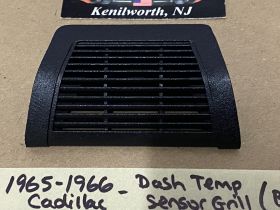 Kenilworth, NJ
1965-1966 - Dash Temp
Cadillac Sensor Grill (